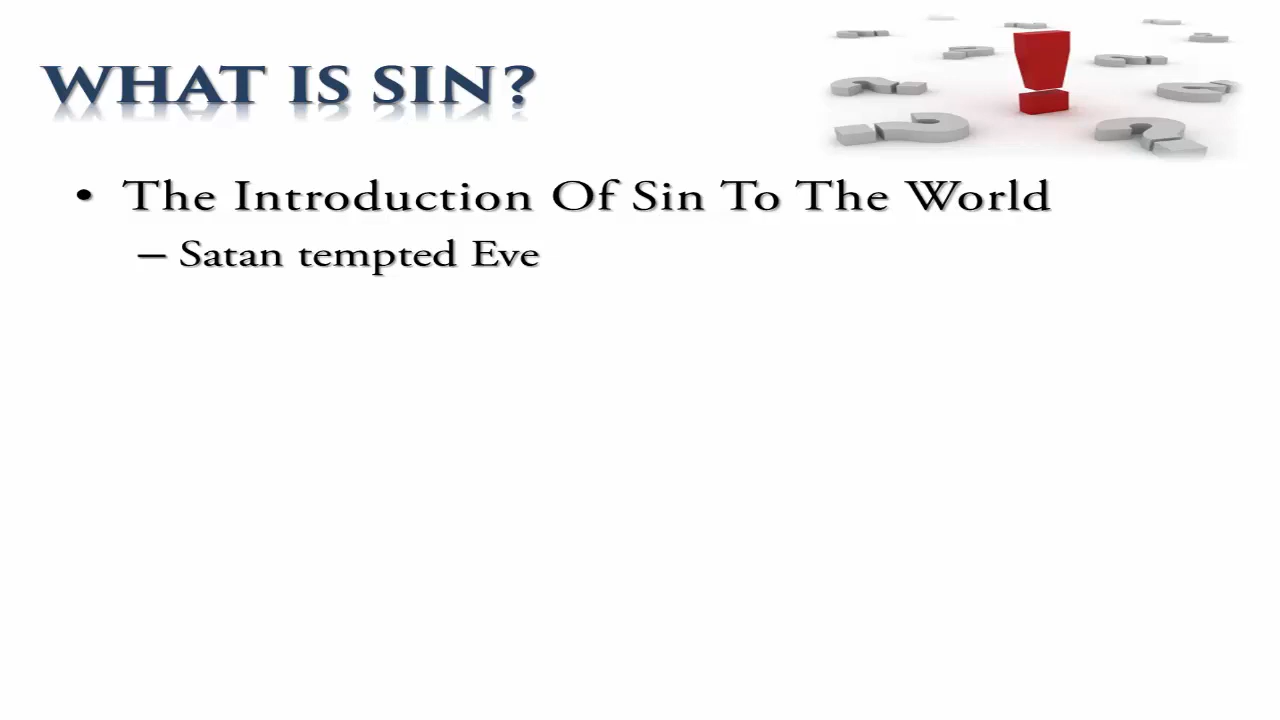 WHAT IS SIN?
• The Introduction Of Sin To The World
– Satan tempted Eve